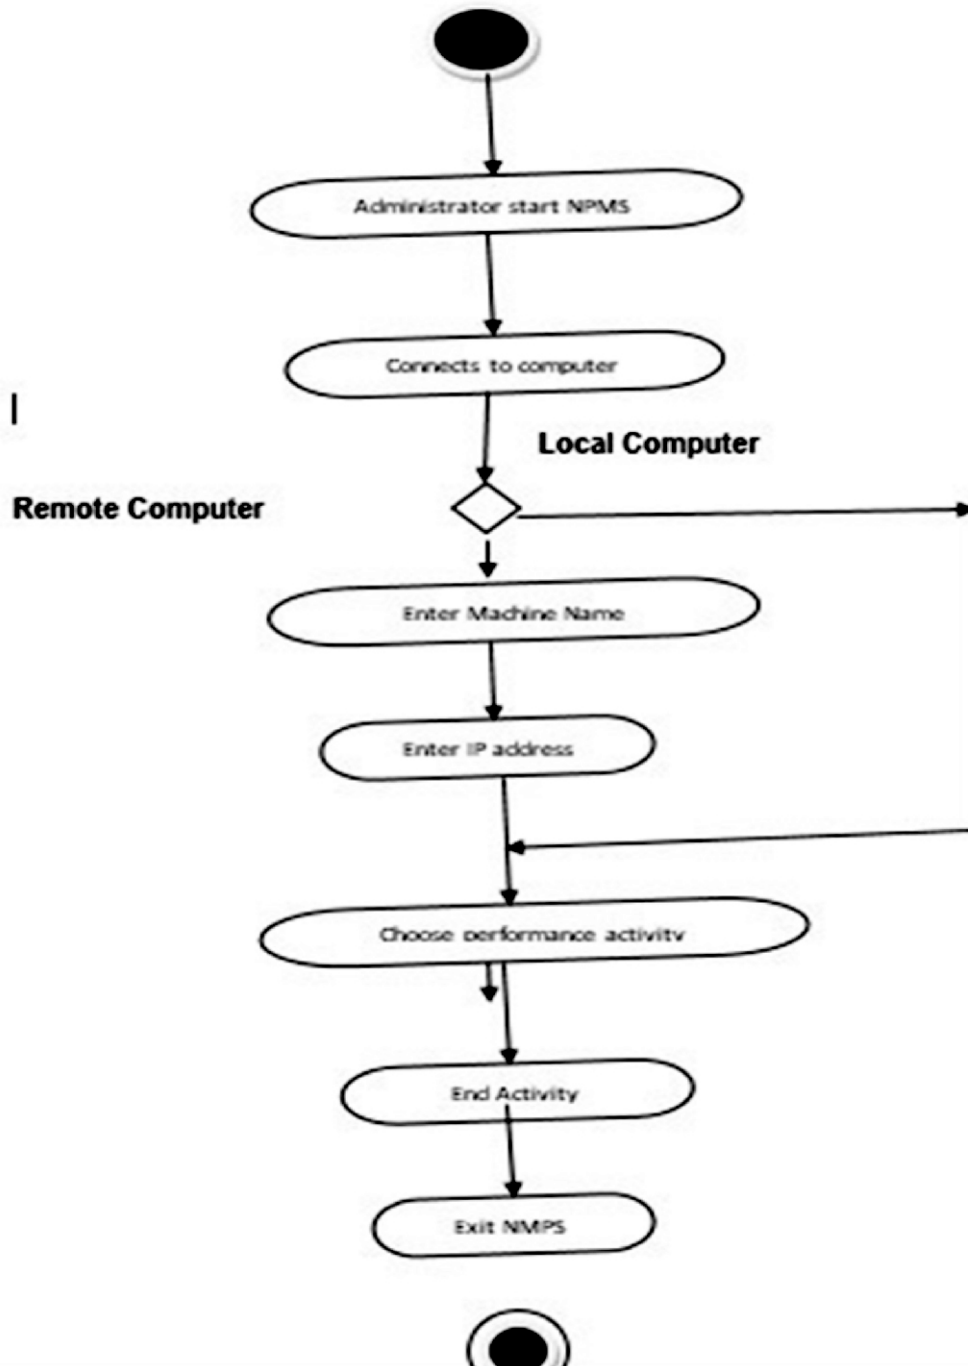 Administrator start NPMS
Connects to computer
Local Computer
Remote Computer
Enter Machine Name
Enter IP address
Choose performance activity
End Activity
Exit NMPS